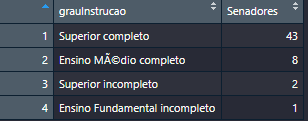 grauInstrucao Senadores
1 Superior completo 43
2 Ensino MÃ©dio completo 8
3 Superior incompleto 2
4 Ensino Fundamental incompleto 1